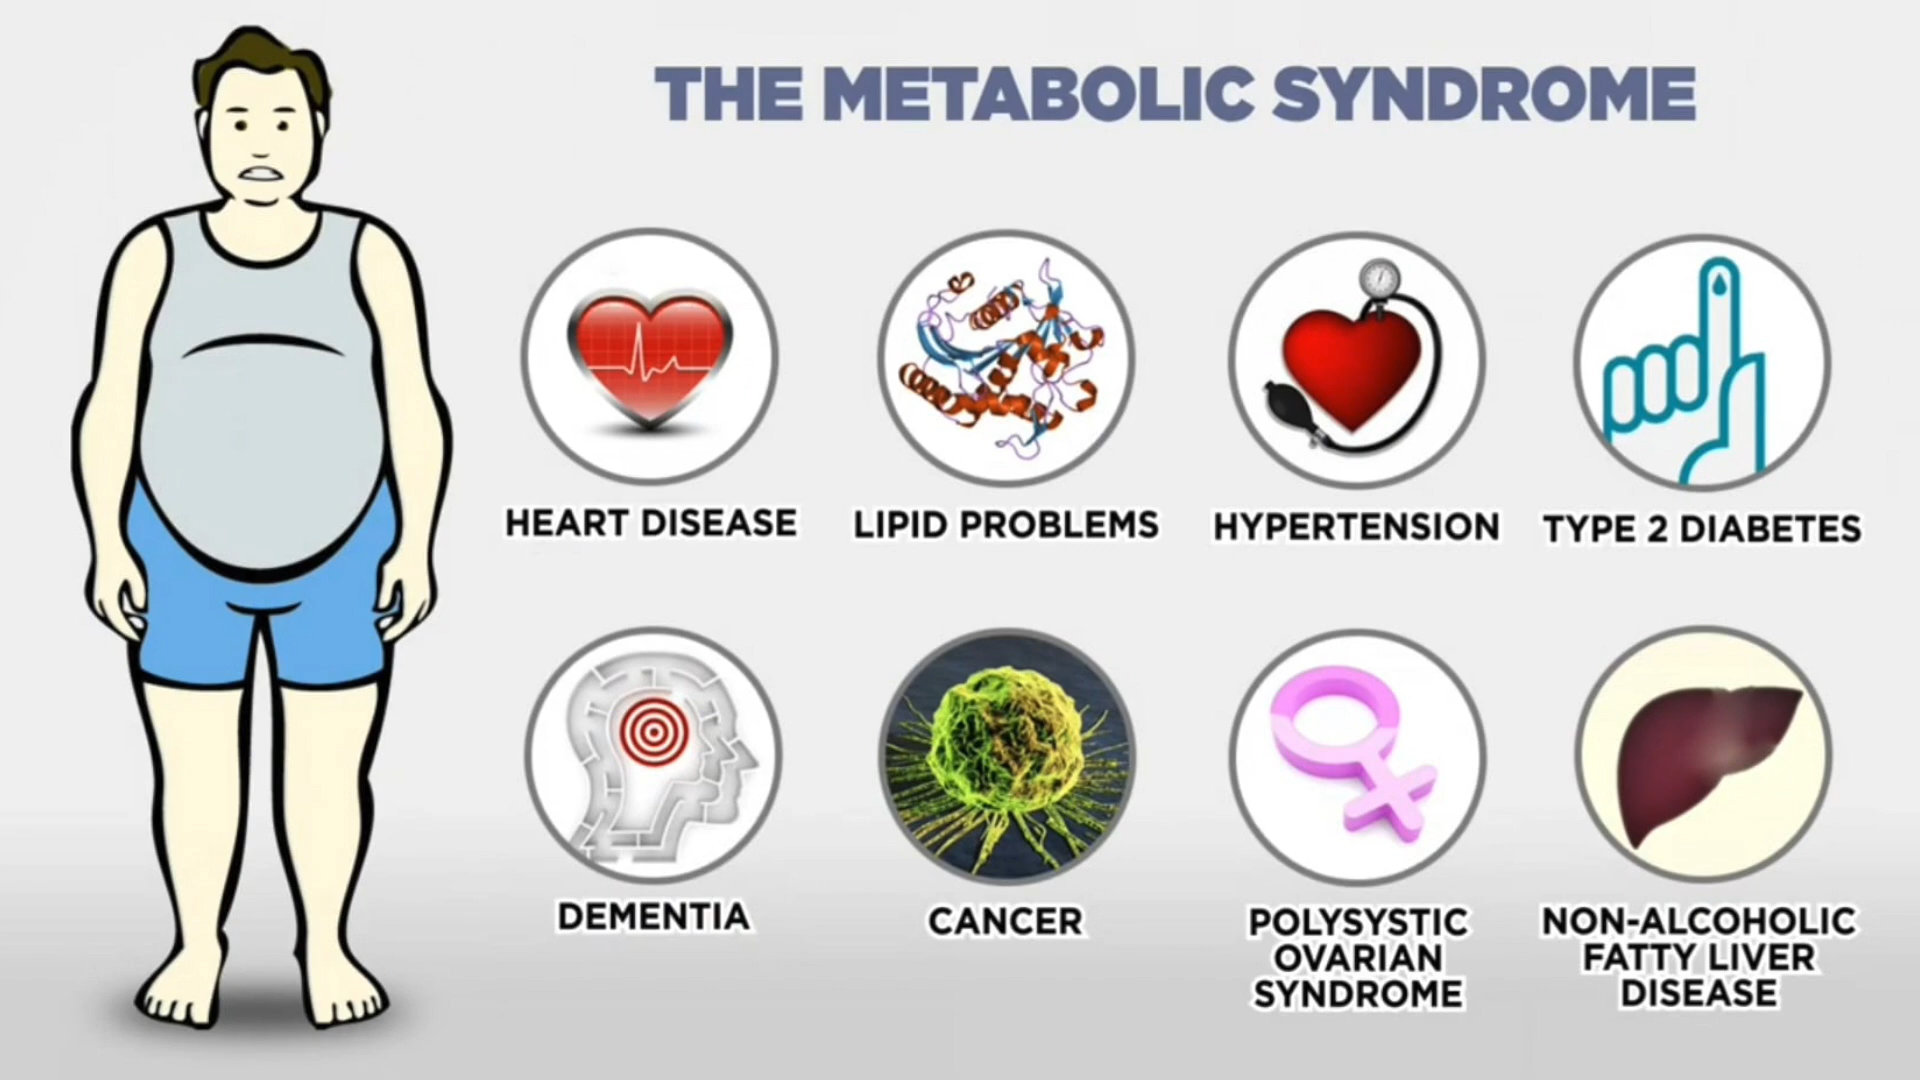 THE METABOLIC SYNDROME
HEART DISEASE
LIPID PROBLEMS
HYPERTENSION
TYPE 2 DIABETES
DEMENTIA
CANCER
POLYSYSTIC
OVARIAN
SYNDROME
NON-ALCOHOLIC
FATTY LIVER
DISEASE